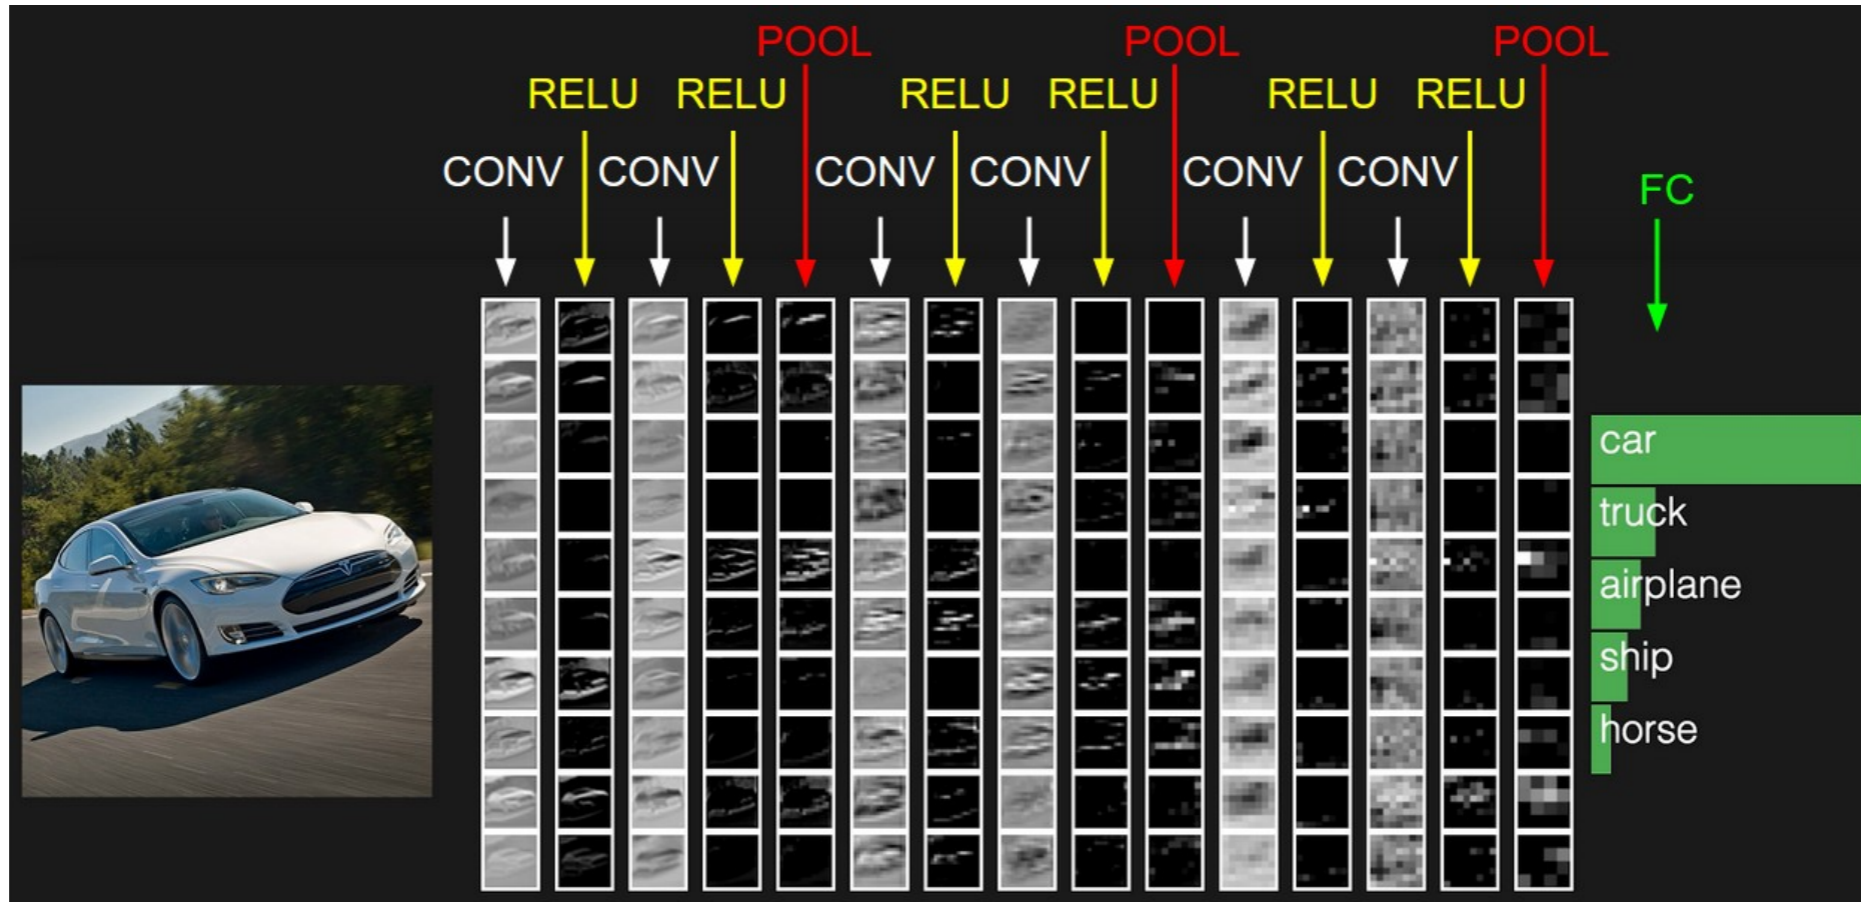 POOL POOL POOL
RELU RELU RELU RELU RELU RELU
CONV CONV CONV CONV CONV CONV
FC
car
truck
airplane
ship
horse